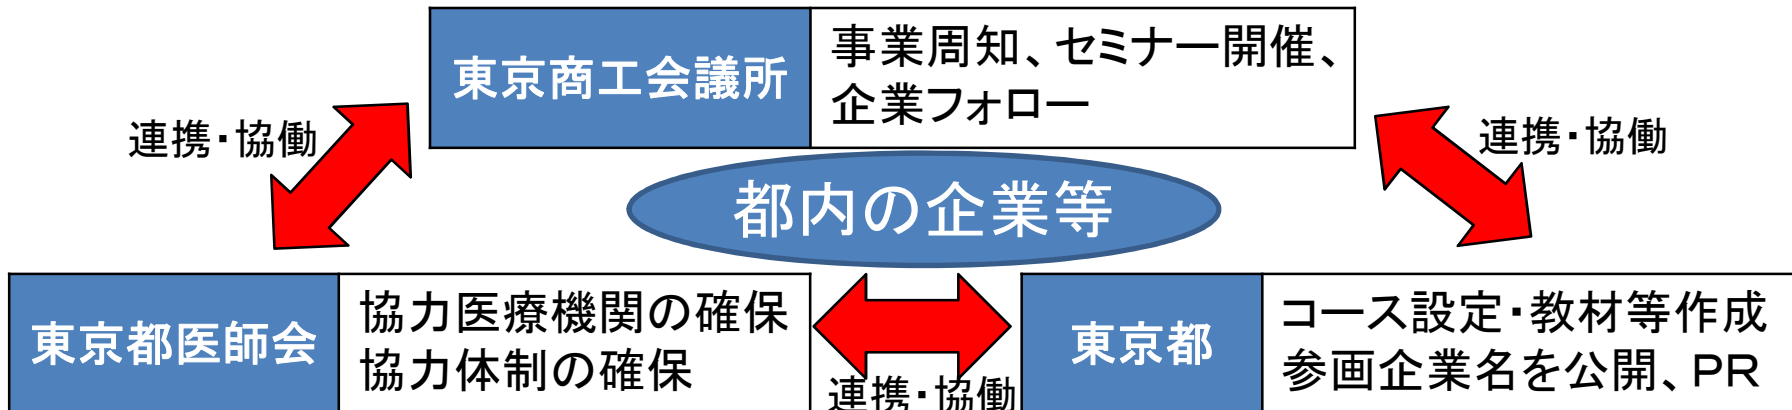 東京商工会議所
事業周知、セミナー開催、
企業フォロー
連携・協働
連携・協働
都内の企業等
東京都医師会
協力医療機関の確保
協力体制の確保
連携・協働
東京都
コース設定・教材等作成
参画企業名を公開、PR